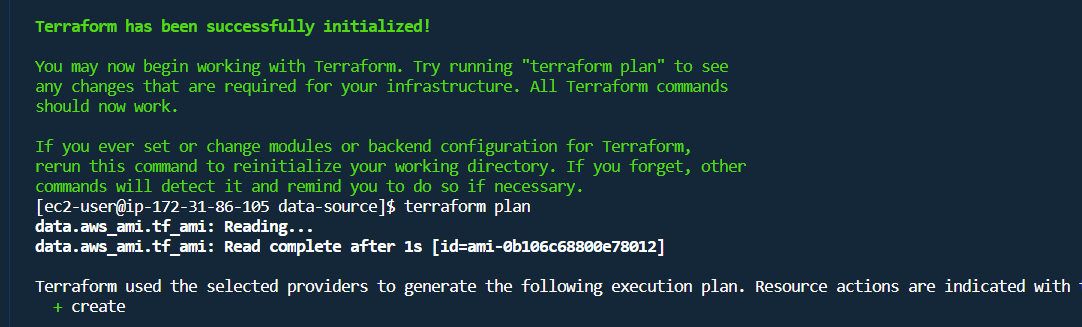 Terraform has been successfully initialized!
You may now begin working with Terraform. Try running "terraform plan" to see
any changes that are required for your infrastructure. All Terraform commands
should now work.
If you ever set or change modules or backend configuration for Terraform,
rerun this command to reinitialize your working directory. If you forget, other
commands will detect it and remind you to do so if necessary.
[ec2-user@ip-172-31-86-105 data-source]$ terraform plan
data.aws_ami.tf_ami: Reading...
data.aws_ami.tf_ami: Read complete after 1s [id=ami-0b106c68800e78012]
Terraform used the selected providers to generate the following execution plan. Resource actions are indicated with
+ create